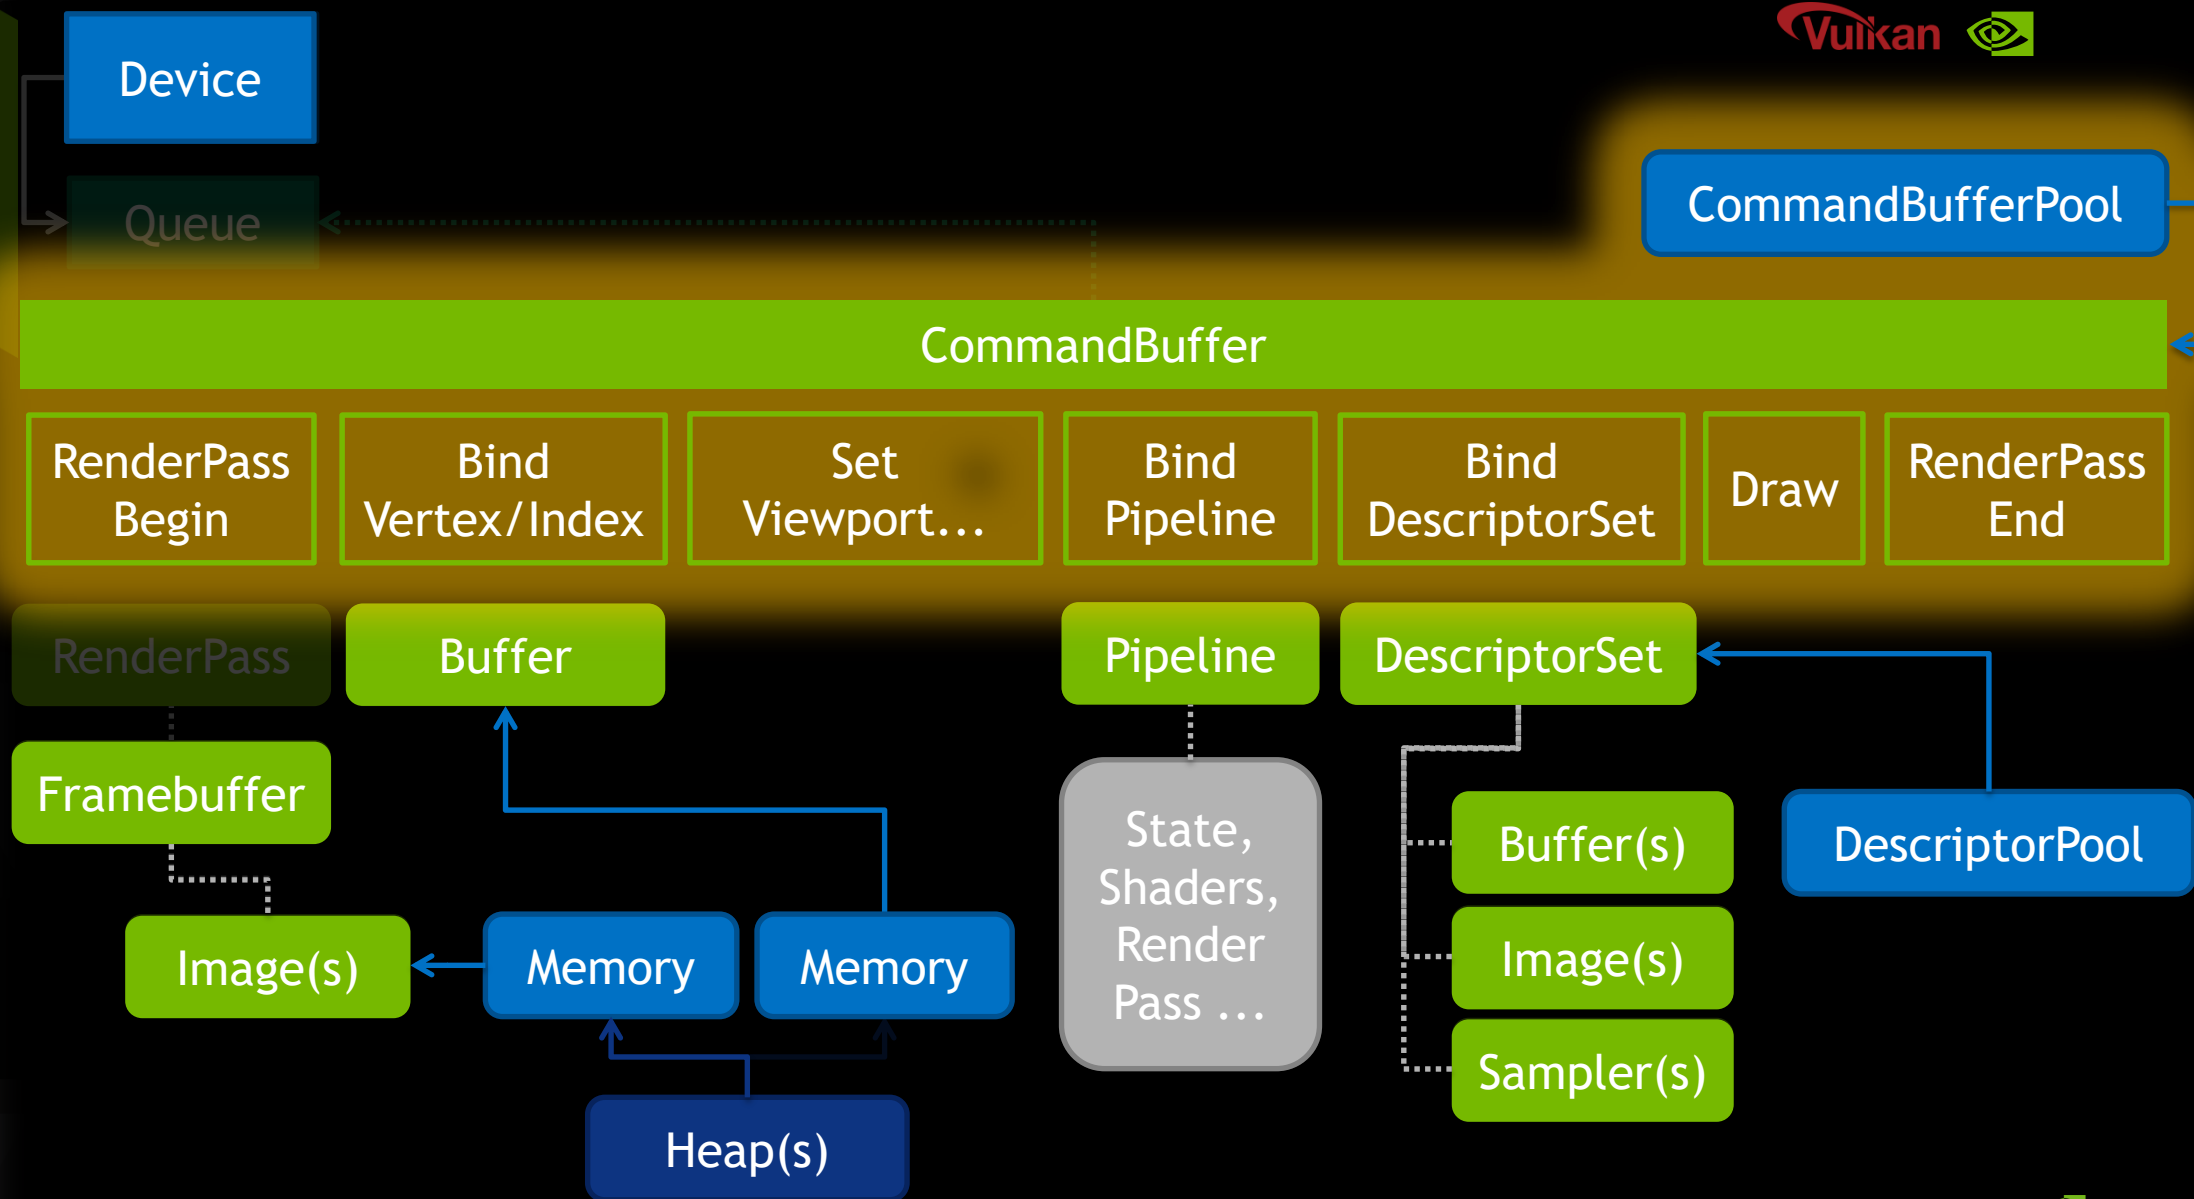 Vulkan
Device
Queue
CommandBufferPool
CommandBuffer
RenderPass
Begin
Bind
Vertex/Index
Set
Viewport...
Bind
Pipeline
Bind
DescriptorSet
Draw
RenderPass
End
RenderPass
Buffer
Pipeline
DescriptorSet
Framebuffer
State,
Shaders,
Render
Pass ...
Buffer(s)
DescriptorPool
Image(s)
Memory
Memory
Image(s)
Sampler(s)
Heap(s)